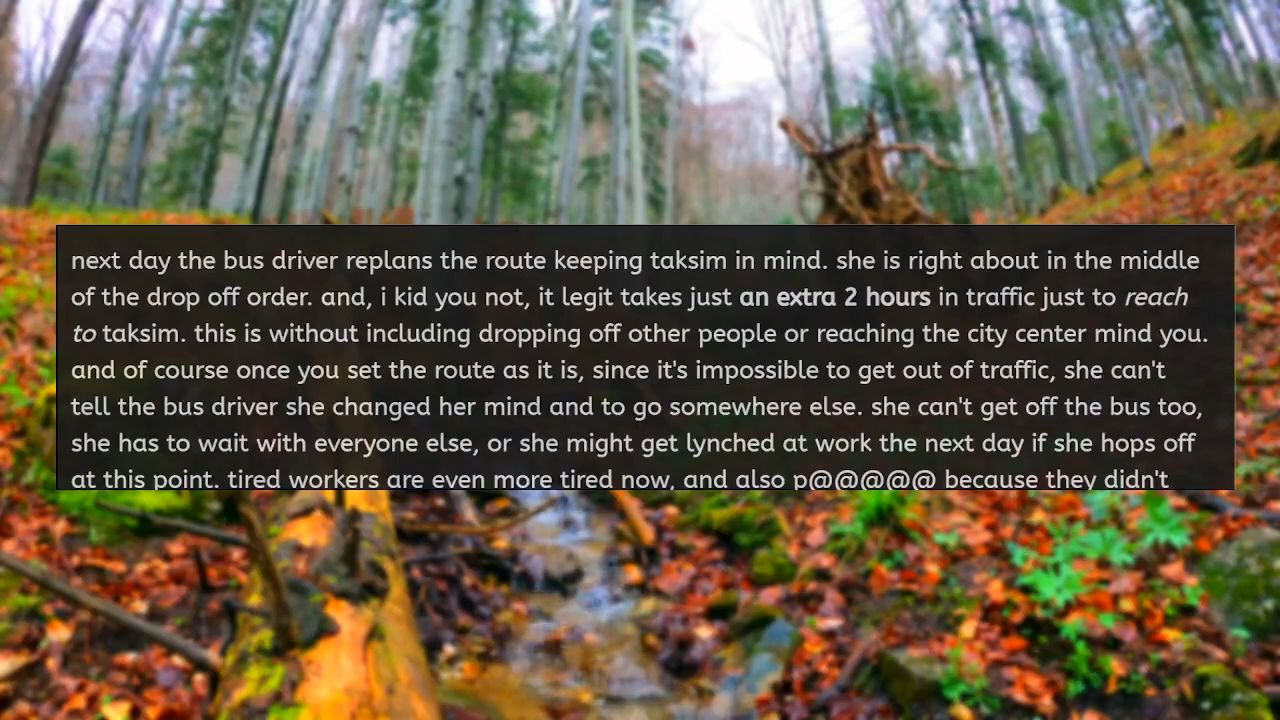 next day the bus driver replans the route keeping taksim in mind. she is right about in the middle
of the drop off order. and, i kid you not, it legit takes just an extra 2 hours in traffic just to reach
to taksim. this is without including dropping off other people or reaching the city center mind you.
and of course once you set the route as it is, since it's impossible to get out of traffic, she can't
tell the bus driver she changed her mind and to go somewhere else. she can't get off the bus too,
she has to wait with everyone else, or she might get lynched at work the next day if she hops off
at this point. tired workers are even more tired now, and also p@@@@@ because they didn't